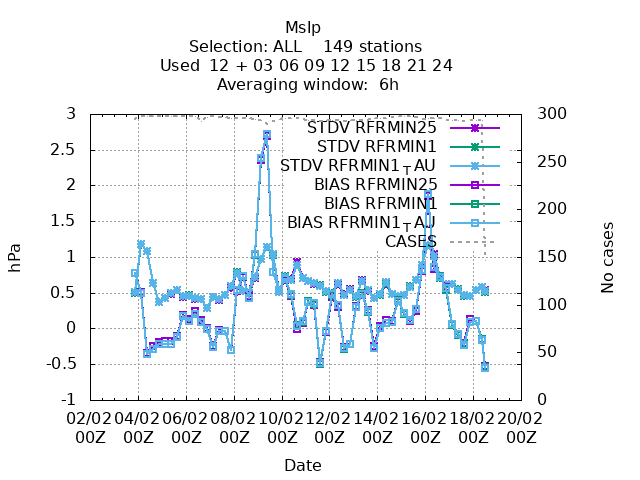 Mslp
Selection: ALL    149 stations
Used  12 + 03 06 09 12 15 18 21 24
Averaging window:  6h
STDV RFRMIN25
STDV RFRMIN1
STDV RFRMIN1┬AU
BIAS RFRMIN25
BIAS RFRMIN1
BIAS RFRMIN1┬AU
CASES
3
2.5
2
1.5
1
0.5
0
-0.5
-1
hPa
300
250
200
150
100
50
0
No cases
02/02 04/02 06/02 08/02 10/02 12/02 14/02 16/02 18/02 20/02
00Z 00Z 00Z 00Z 00Z 00Z 00Z 00Z 00Z 00Z
Date